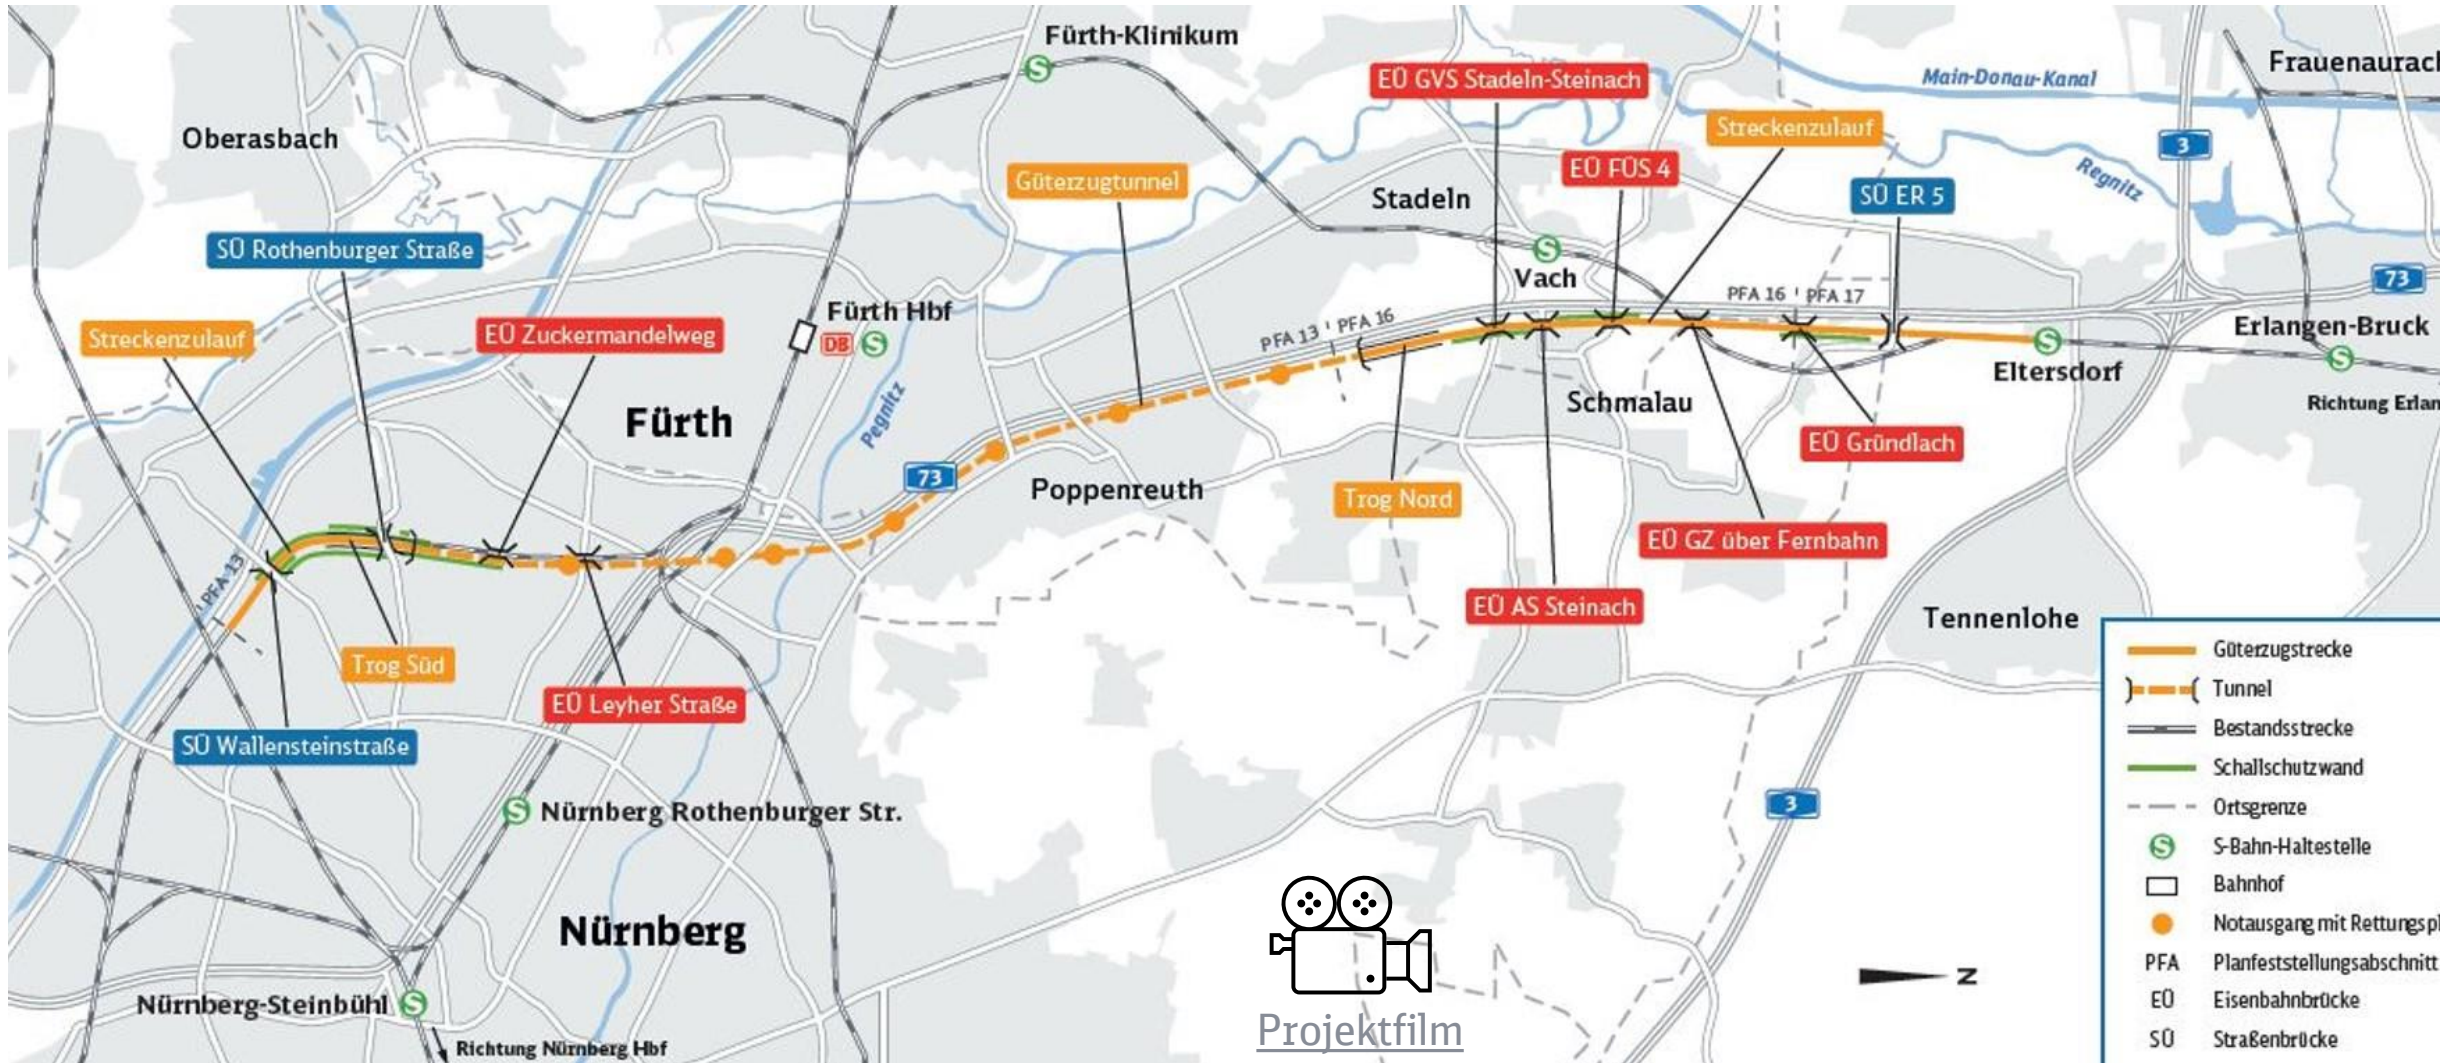 Fürth-Klinikum
EÜ GVS Stadeln-Steinach
Main-Donau-Kanal
Streckenzulauf
3
Oberasbach
EÜ FÜS 4
Regnitz
Güterzugtunnel
Stadeln
SÜ ER 5
SÜ Rothenburger Straße
S
Vach
73
PFA 16
PFA 17
Streckenzulauf
EÜ Zuckermandelweg
Fürth Hbf
DB
S
PFA 13
PFA 16
Erlangen-Bruck
Eltersdorf
Pegnitz
Schmalau
Fürth
EÜ Gründlach
73
Poppenreuth
Trog Nord
EÜ GZ über Fernbahn
PFA 13
EÜ AS Steinach
Tennenlohe
Trog Süd
EÜ Leyher Straße
SÜ Wallensteinstraße
S
Nürnberg Rothenburger Str.
3
Nürnberg
Nürnberg-Steinbühl
S
Richtung Nürnberg Hbf
Projektfilm
N
Güterzugstrecke
Tunnel
Bestandsstrecke
Schallschutzwand
Ortsgrenze
S
S-Bahn-Haltestelle
Bahnhof
Notausgang mit
PFA Planfeststellungsabschnitt
EÜ Eisenbahnbrücke
SÜ Straßenbrücke